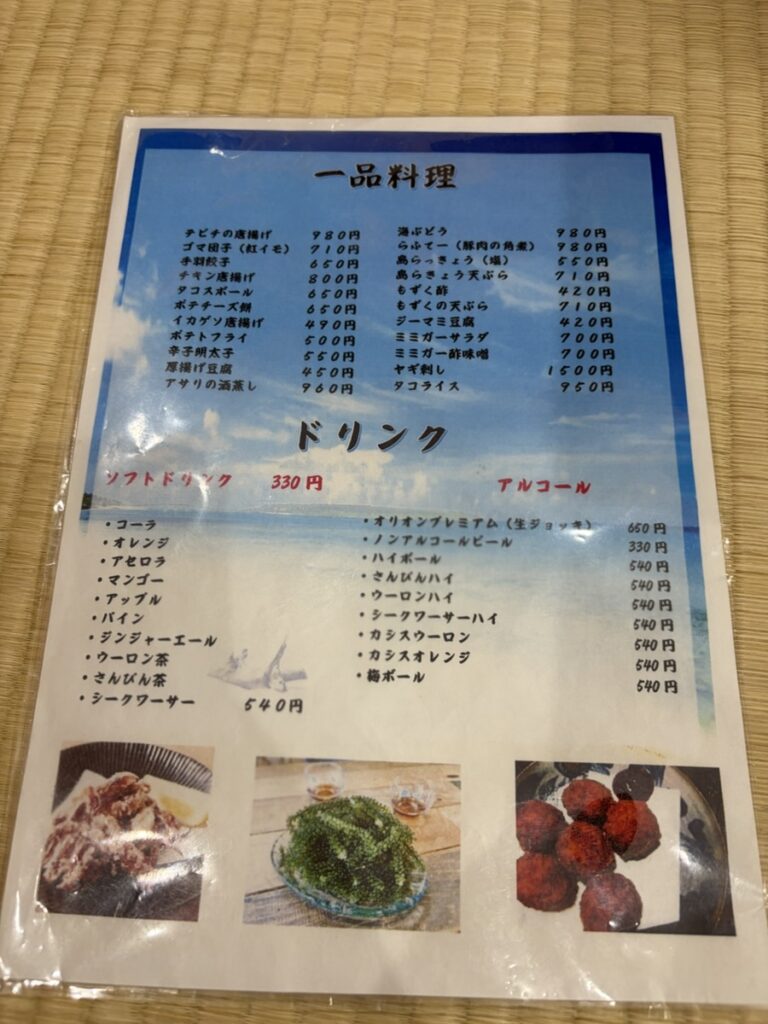 一品料理
テビチの唐揚げ 980円
ゴマ団子（紅イモ） 710円
手羽餃子 650円
チキン唐揚げ 800円
タコスボール 650円
ポテチーズ餅 650円
イカゲソ唐揚げ 490円
ポテトフライ 500円
辛子明太子 550円
厚揚げ豆腐 450円
アサリの酒蒸し 960円
海ぶどう 980円
らふてー（豚肉の角煮） 980円
島らっきょう（塩） 550円
島らきょう天ぷら 710円
もずく酢 420円
もずくの天ぷら 710円
ジーマミ豆腐 420円
ミミガーサラダ 700円
ミミガー酢味噌 700円
ヤギ刺し 1500円
タコライス 950円
ドリンク
ソフトドリンク 330円
・コーラ
・オレンジ
・アセロラ
・マンゴー
・アップル
・パイン
・ジンジャーエール
・ウーロン茶
・さんぴん茶
・シークワーサー 540円
アルコール
・オリオンプレミアム（生ジョッキ） 650円
・ノンアルコールビール 330円
・ハイボール 540円
・さんぴんハイ 540円
・ウーロンハイ 540円
・シークワーサーハイ 540円
・カシスウーロン 540円
・カシスオレンジ 540円
・梅ボール 540円